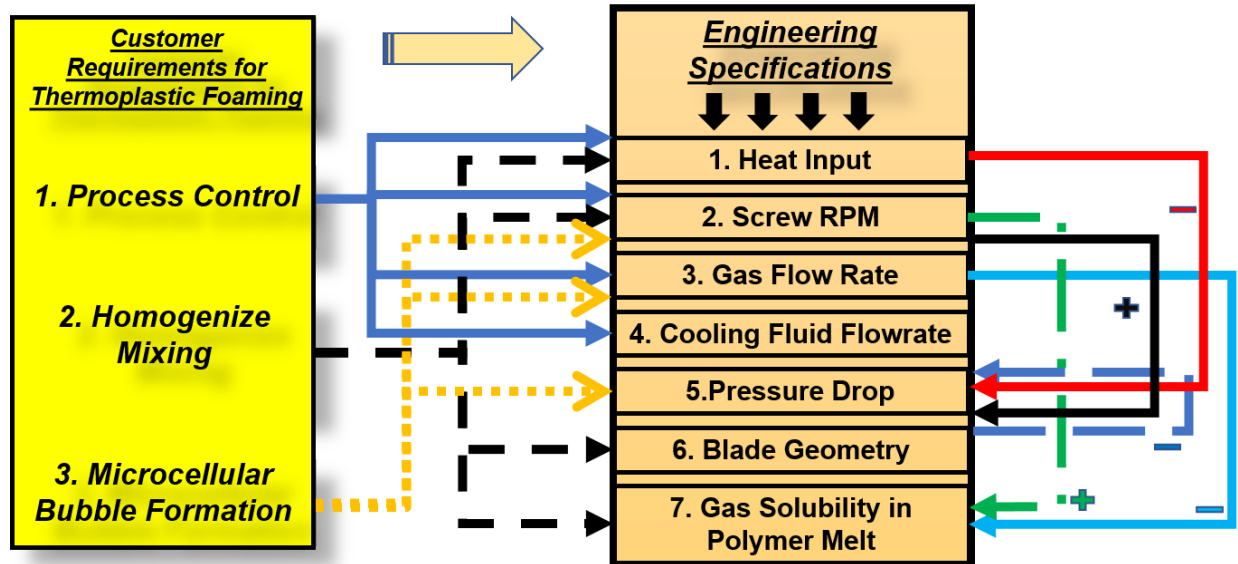 Customer
Requirements for
Thermoplastic Foaming
1. Process Control
2. Homogenize
Mixing
3. Microcellular
Bubble Formation
Engineering
Specifications
1. Heat Input
2. Screw RPM
3. Gas Flow Rate
4. Cooling Fluid Flowrate
5.Pressure Drop
6. Blade Geometry
7. Gas Solubility in
Polymer Melt